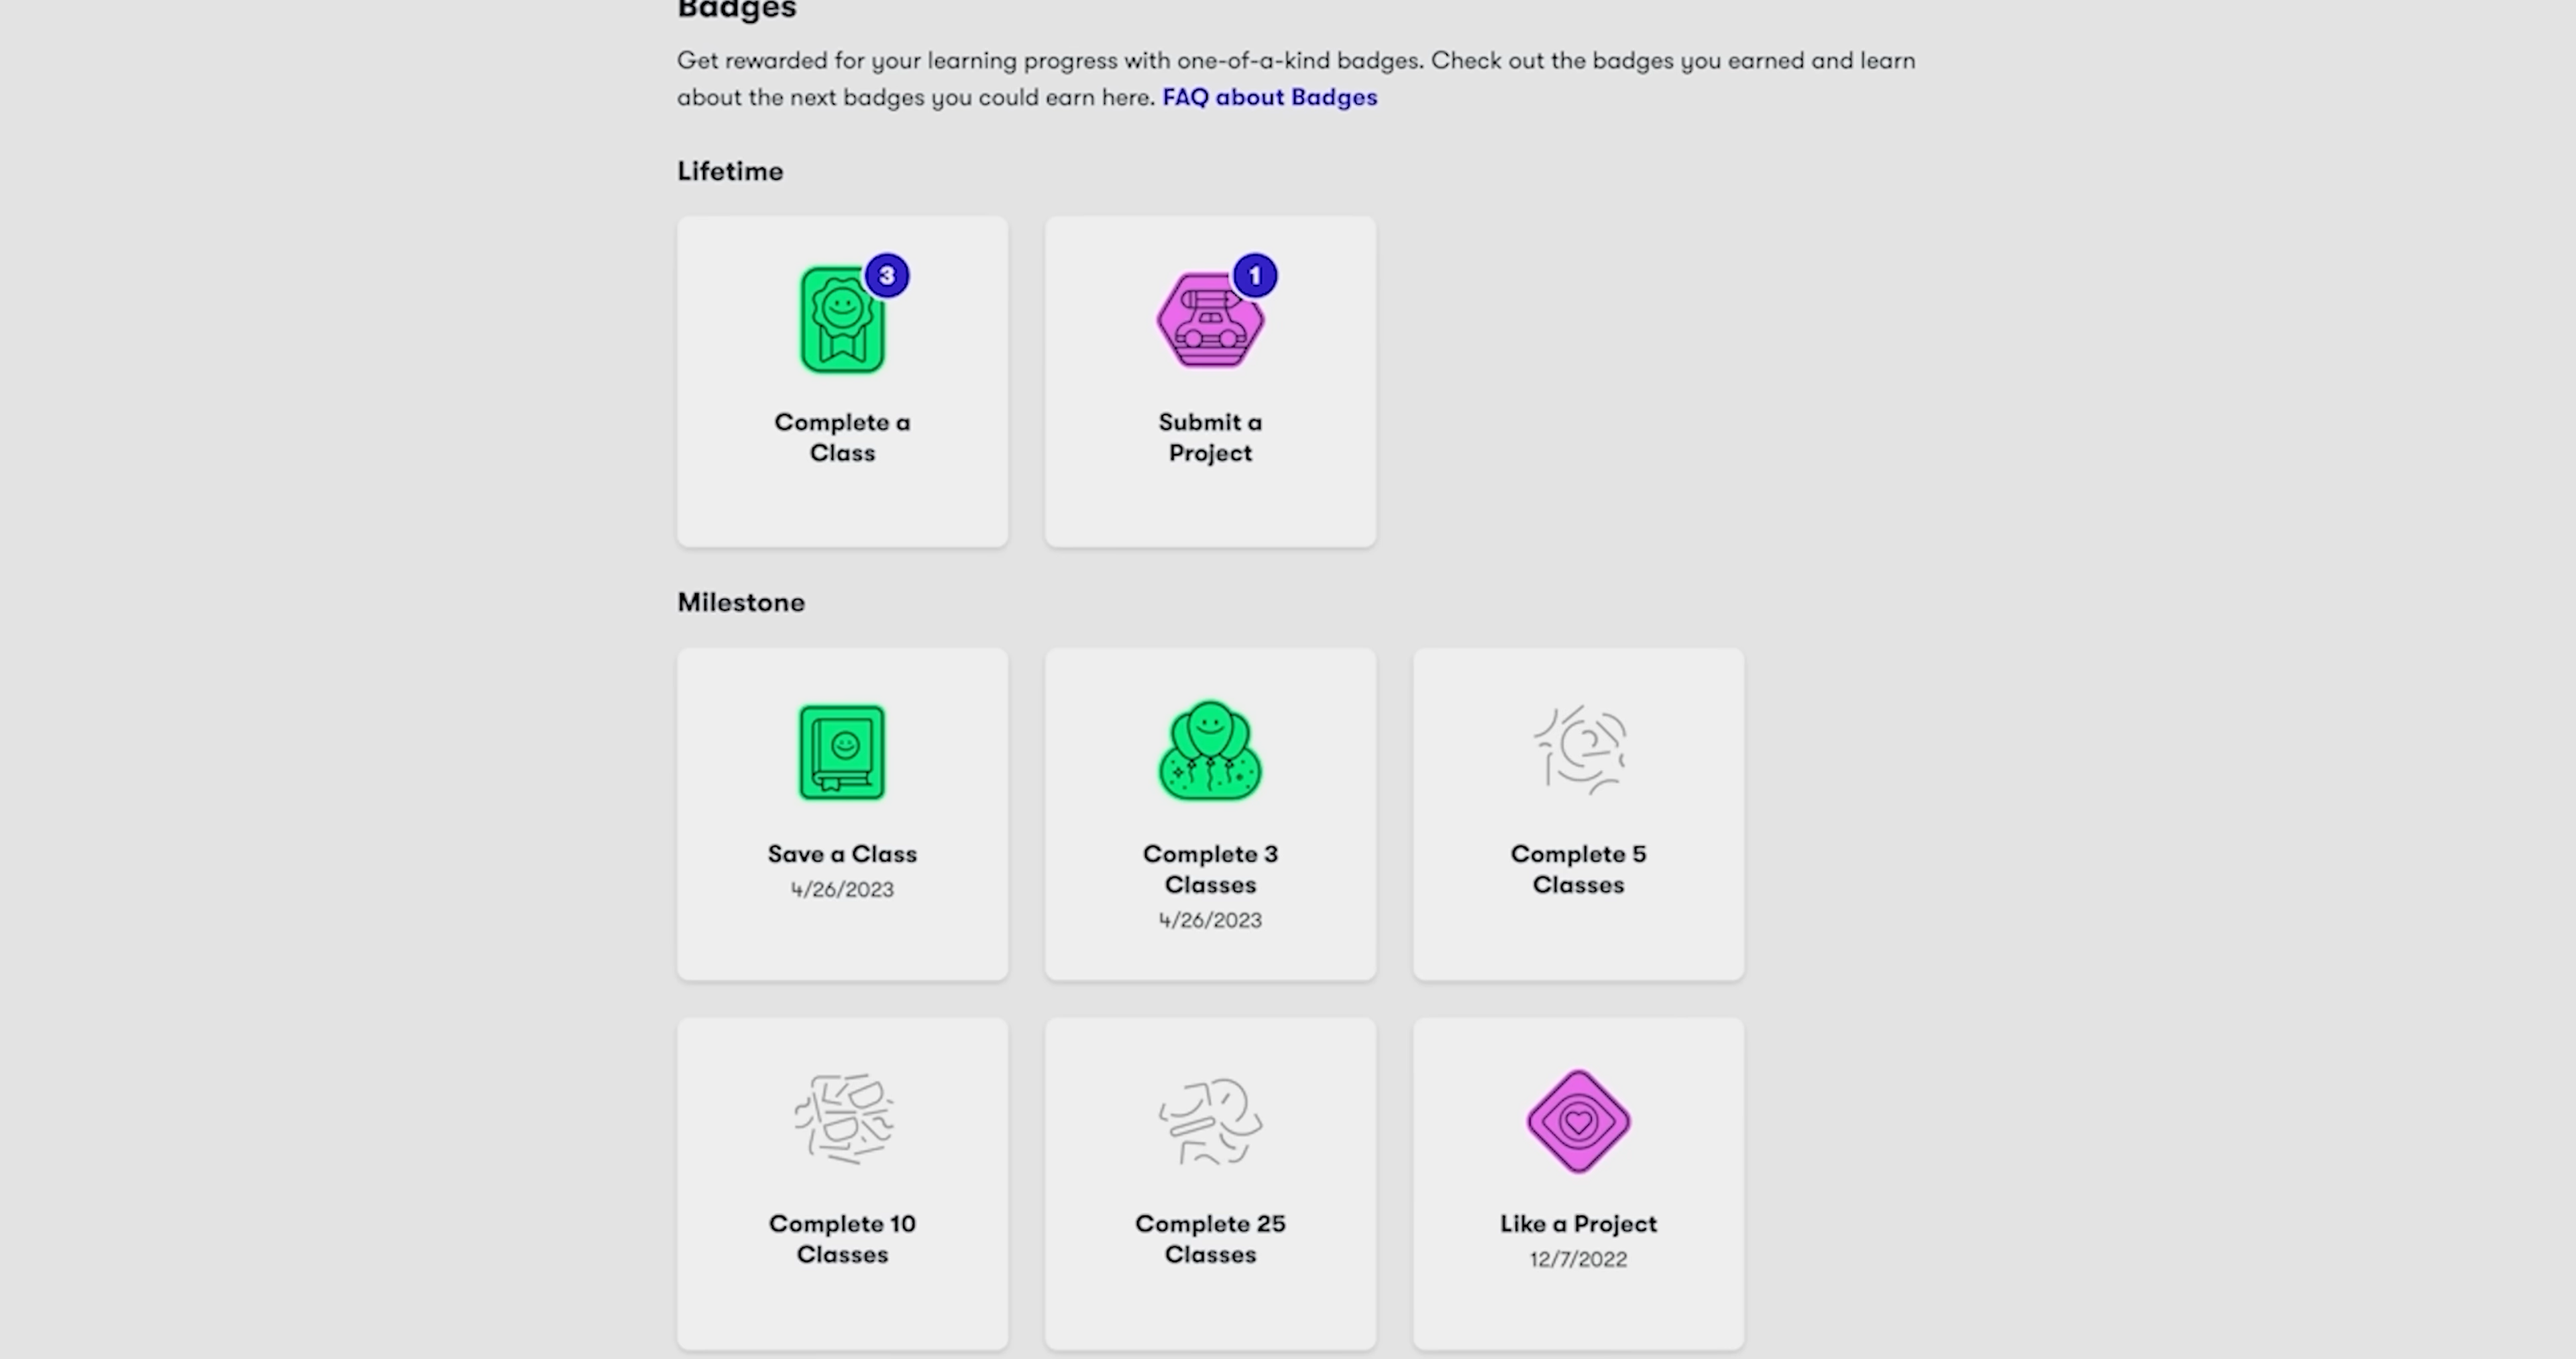 Badges
Get rewarded for your learning progress with one-of-a-kind badges. Check out the badges you earned and learn
about the next badges you could earn here. FAQ about Badges
Lifetime
3
Complete a
Class
1
Submit a
Project
Milestone
Save a Class
4/26/2023
Complete 3
Classes
4/26/2023
Complete 5
Classes
Complete 10
Classes
Complete 25
Classes
Like a Project
12/7/2022